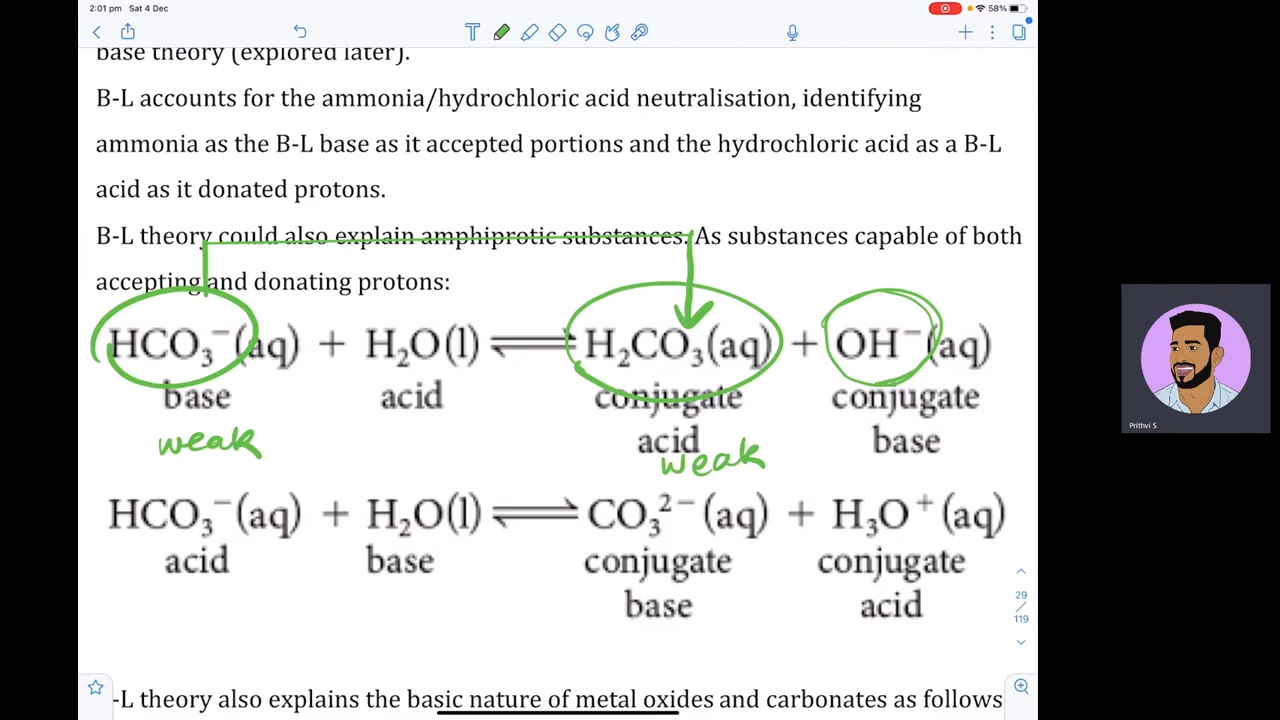 2:01 pm Sat 4 Dec
58%
base theory (explored later).
B-L accounts for the ammonia/hydrochloric acid neutralisation, identifying
ammonia as the B-L base as it accepted portions and the hydrochloric acid as a B-L
acid as it donated protons.
B-L theory could also explain amphiprotic substances. As substances capable of both
accepting and donating protons:
HCO₃⁻(aq) + H₂O(l) ⇌ H₂CO₃(aq) + OH⁻(aq)
base acid conjugate acid conjugate base
weak weak
HCO₃⁻(aq) + H₂O(l) ⇌ CO₃²⁻(aq) + H₃O⁺(aq)
acid base conjugate base conjugate acid
29
/
119
-L theory also explains the basic nature of metal oxides and carbonates as follows
Prithvi S